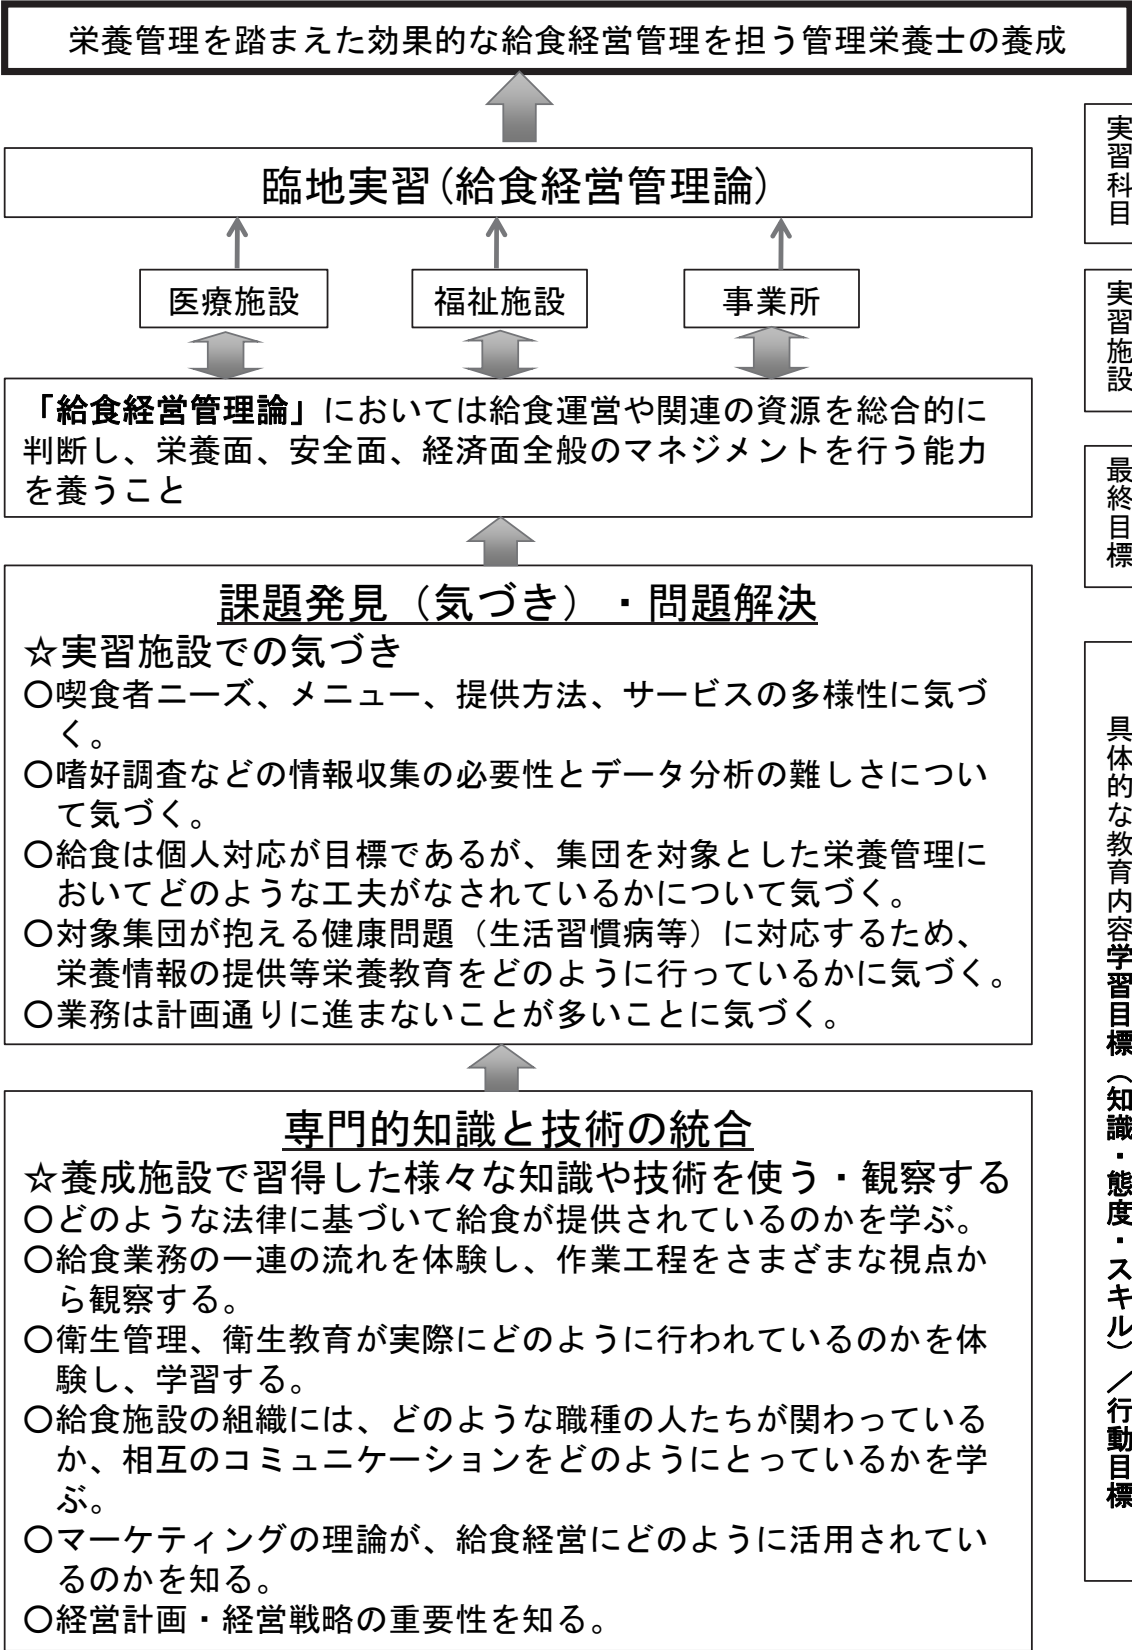 栄養管理を踏まえた効果的な給食経営管理を担う管理栄養士の養成
臨地実習(給食経営管理論)
医療施設
福祉施設
事業所
「給食経営管理論」においては給食運営や関連の資源を総合的に
判断し、栄養面、安全面、経済面全般のマネジメントを行う能力
を養うこと
課題発見（気づき）・問題解決
☆実習施設での気づき
〇喫食者ニーズ、メニュー、提供方法、サービスの多様性に気づ
く。
〇嗜好調査などの情報収集の必要性とデータ分析の難しさについ
て気づく。
〇給食は個人対応が目標であるが、集団を対象とした栄養管理に
おいてどのような工夫がなされているかについて気づく。
〇対象集団が抱える健康問題（生活習慣病等）に対応するため、
栄養情報の提供等栄養教育をどのように行っているかに気づく。
〇業務は計画通りに進まないことが多いことに気づく。
専門的知識と技術の統合
☆養成施設で習得した様々な知識や技術を使う・観察する
〇どのような法律に基づいて給食が提供されているのかを学ぶ。
〇給食業務の一連の流れを体験し、作業工程をさまざまな視点か
ら観察する。
〇衛生管理、衛生教育が実際にどのように行われているのかを体
験し、学習する。
〇給食施設の組織には、どのような職種の人たちが関わっている
か、相互のコミュニケーションをどのようにとっているかを学
ぶ。
〇マーケティングの理論が、給食経営にどのように活用されてい
るのかを知る。
〇経営計画・経営戦略の重要性を知る。
実習科目
実習施設
最終目標
具体的な教育内容学習目標（知識・態度・スキル）／行動目標